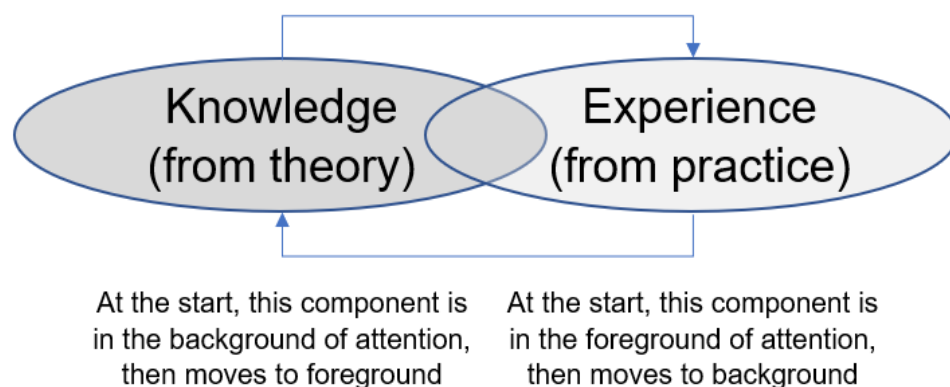 Knowledge
(from theory)
Experience
(from practice)
At the start, this component is
in the background of attention,
then moves to foreground
At the start, this component is
in the foreground of attention,
then moves to background